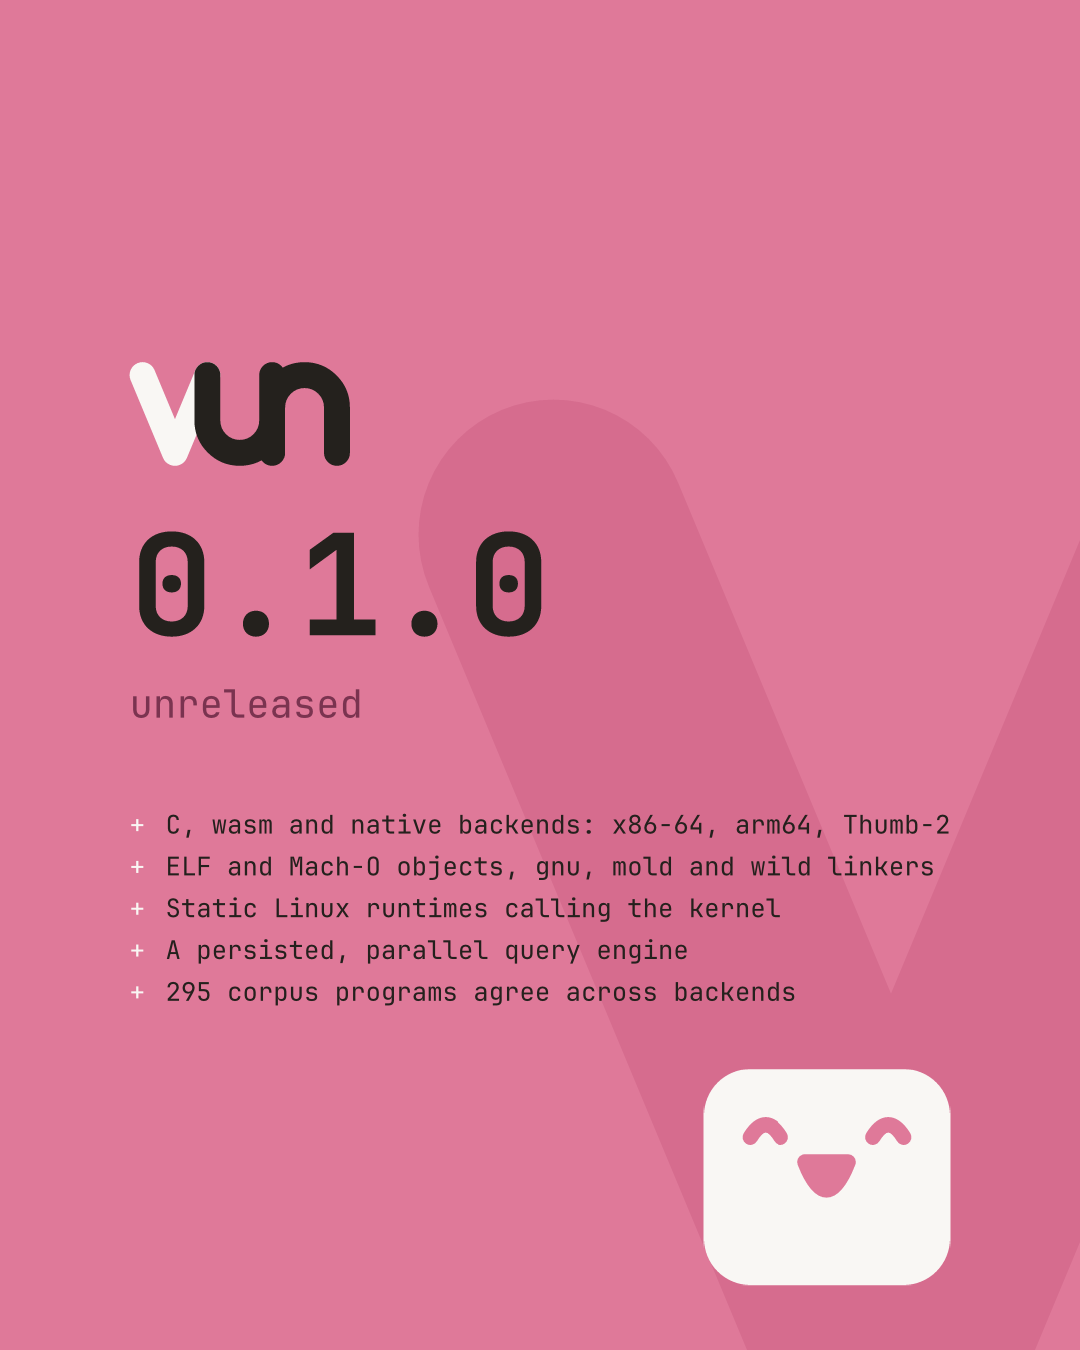 vun
0.1.0
unreleased
+ C, wasm and native backends: x86-64, arm64, Thumb-2
+ ELF and Mach-O objects, gnu, mold and wild linkers
+ Static Linux runtimes calling the kernel
+ A persisted, parallel query engine
+ 295 corpus programs agree across backends